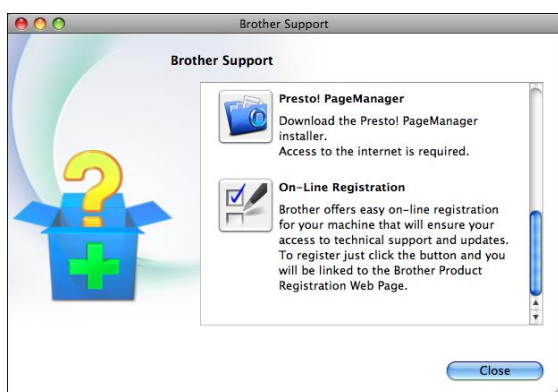 Brother Support
Brother Support
Presto! PageManager
Download the Presto! PageManager
installer.
Access to the internet is required.
On-Line Registration
Brother offers easy on-line registration
for your machine that will ensure your
access to technical support and updates.
To register just click the button and you
will be linked to the Brother Product
Registration Web Page.
Close